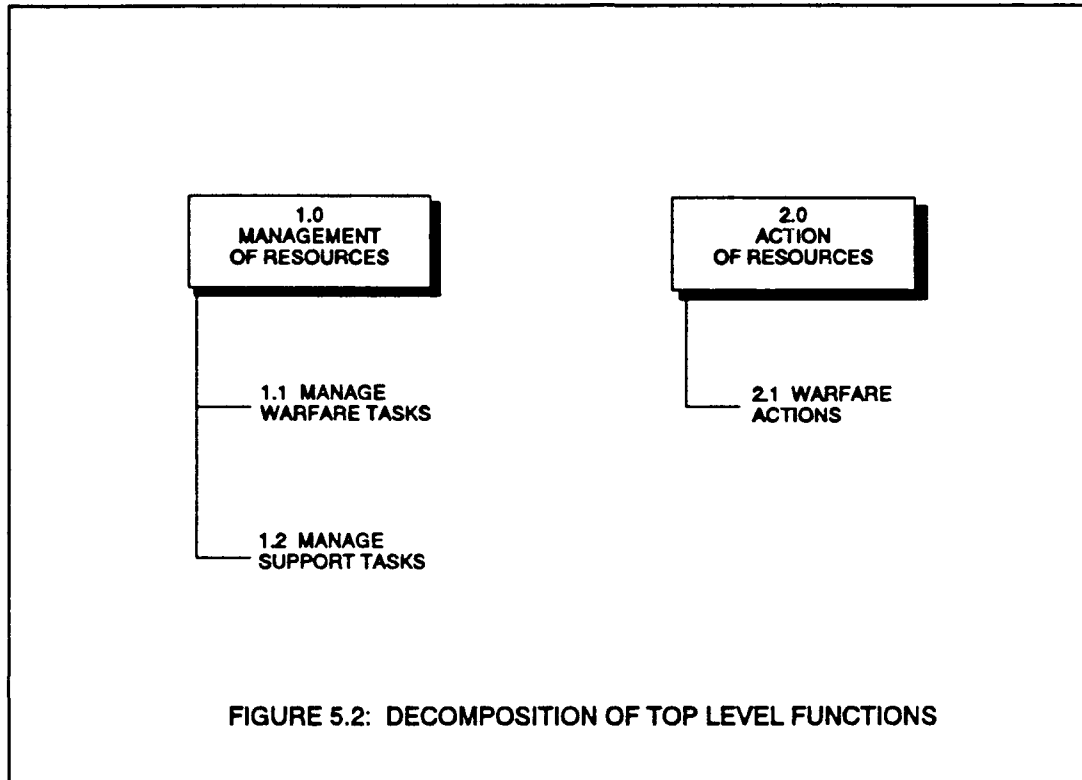 1.0
MANAGEMENT
OF RESOURCES
2.0
ACTION
OF RESOURCES
1.1 MANAGE
WARFARE TASKS
2.1 WARFARE
ACTIONS
1.2 MANAGE
SUPPORT TASKS
FIGURE 5.2: DECOMPOSITION OF TOP LEVEL FUNCTIONS